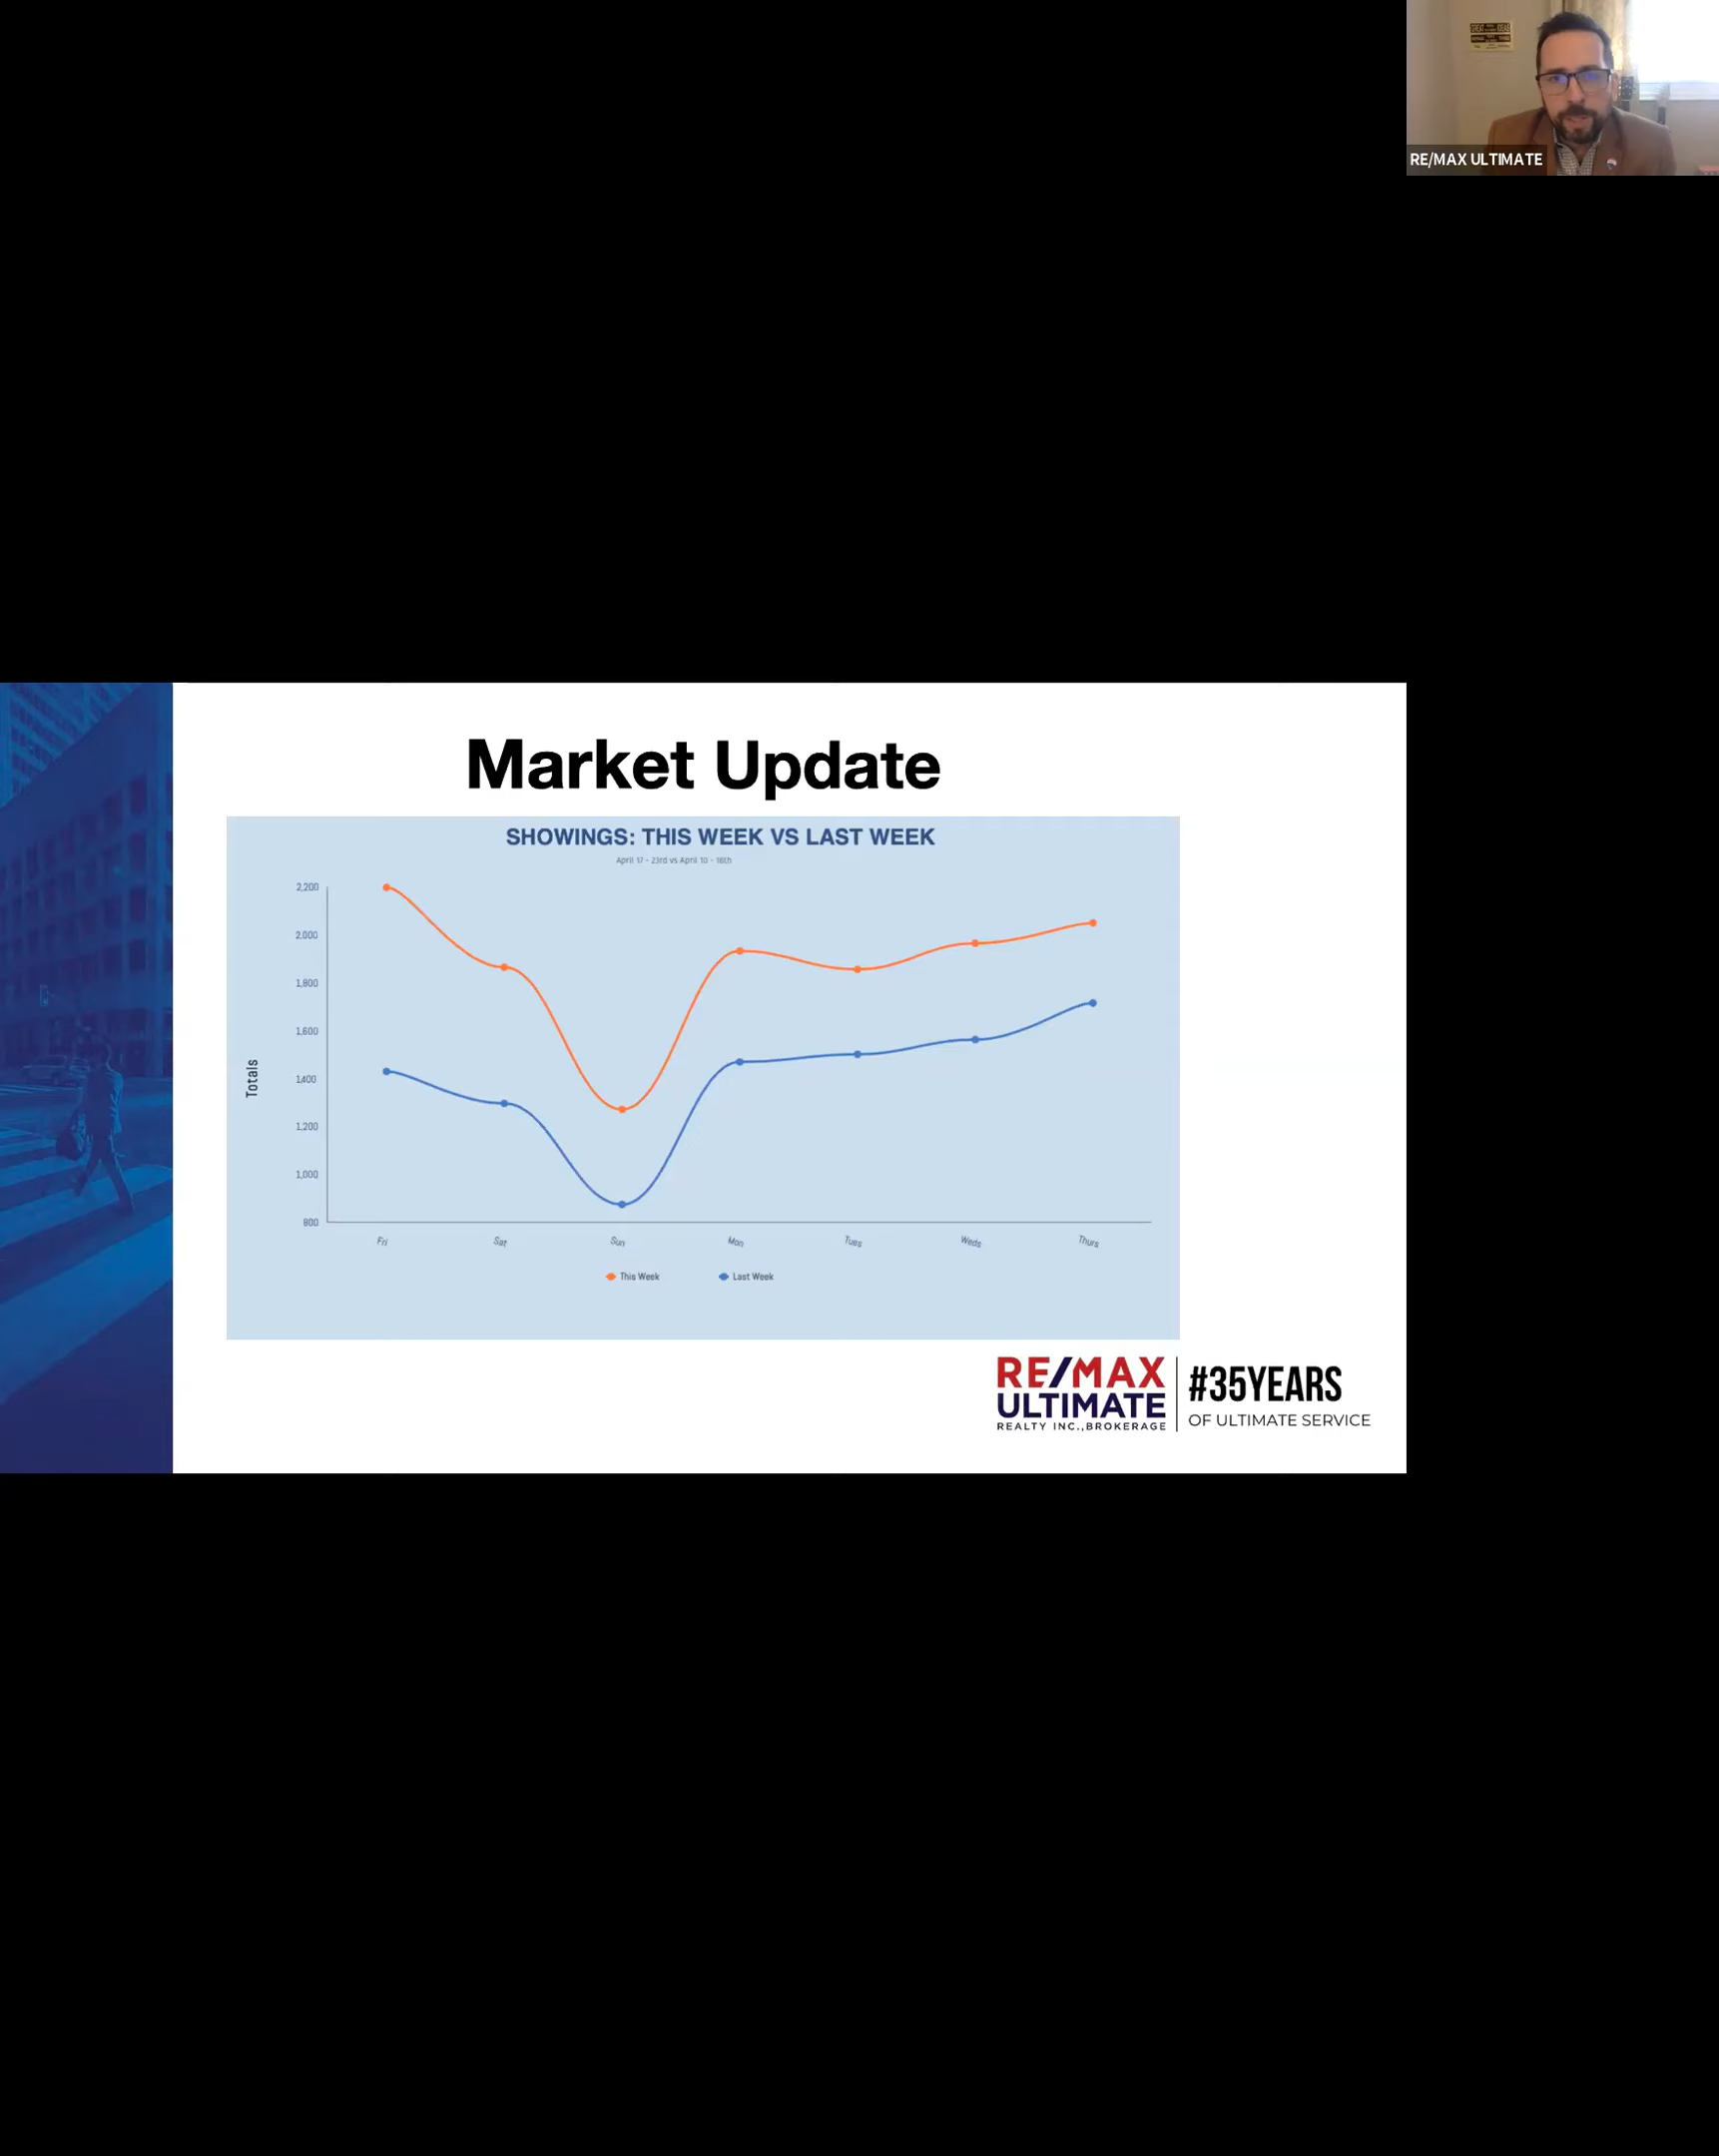 RE/MAX ULTIMATE
Market Update
SHOWINGS: THIS WEEK VS LAST WEEK
April 17 - 23rd vs April 10 - 16th
Totals
2,200
2,000
1,800
1,600
1,400
1,200
1,000
800
Fri
Sat
Sun
Mon
Tues
Weds
Thurs
This Week
Last Week
RE/MAX
ULTIMATE
REALTY INC., BROKERAGE
#35YEARS
OF ULTIMATE SERVICE